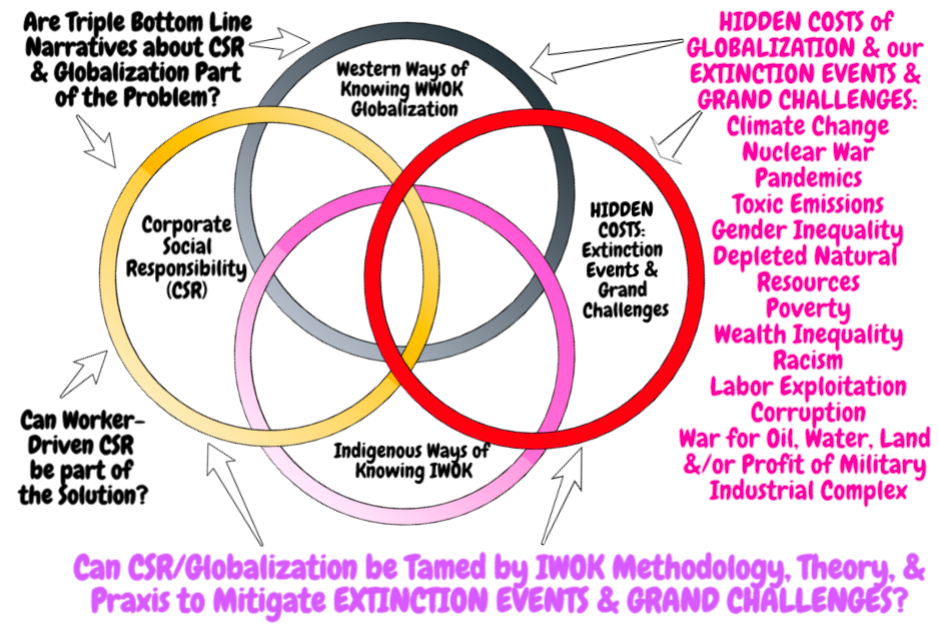 Are Triple Bottom Line
Narratives about CSR
& Globalization Part
of the Problem?
HIDDEN COSTS of
GLOBALIZATION & our
EXTINCTION EVENTS &
GRAND CHALLENGES:
Climate Change
Nuclear War
Pandemics
Toxic Emissions
Gender Inequality
Depleted Natural
Resources
Poverty
Wealth Inequality
Racism
Labor Exploitation
Corruption
War for Oil, Water, Land
&/or Profit of Military
Industrial Complex
Western Ways of
Knowing WWOK
Globalization
Corporate
Social
Responsibility
(CSR)
HIDDEN
COSTS:
Extinction
Events &
Grand
Challenges
Can Worker-
Driven CSR
be part of
the Solution?
Indigenous Ways of
Knowing IWOK
Can CSR/Globalization be Tamed by IWOK Methodology, Theory, &
Praxis to Mitigate EXTINCTION EVENTS & GRAND CHALLENGES?